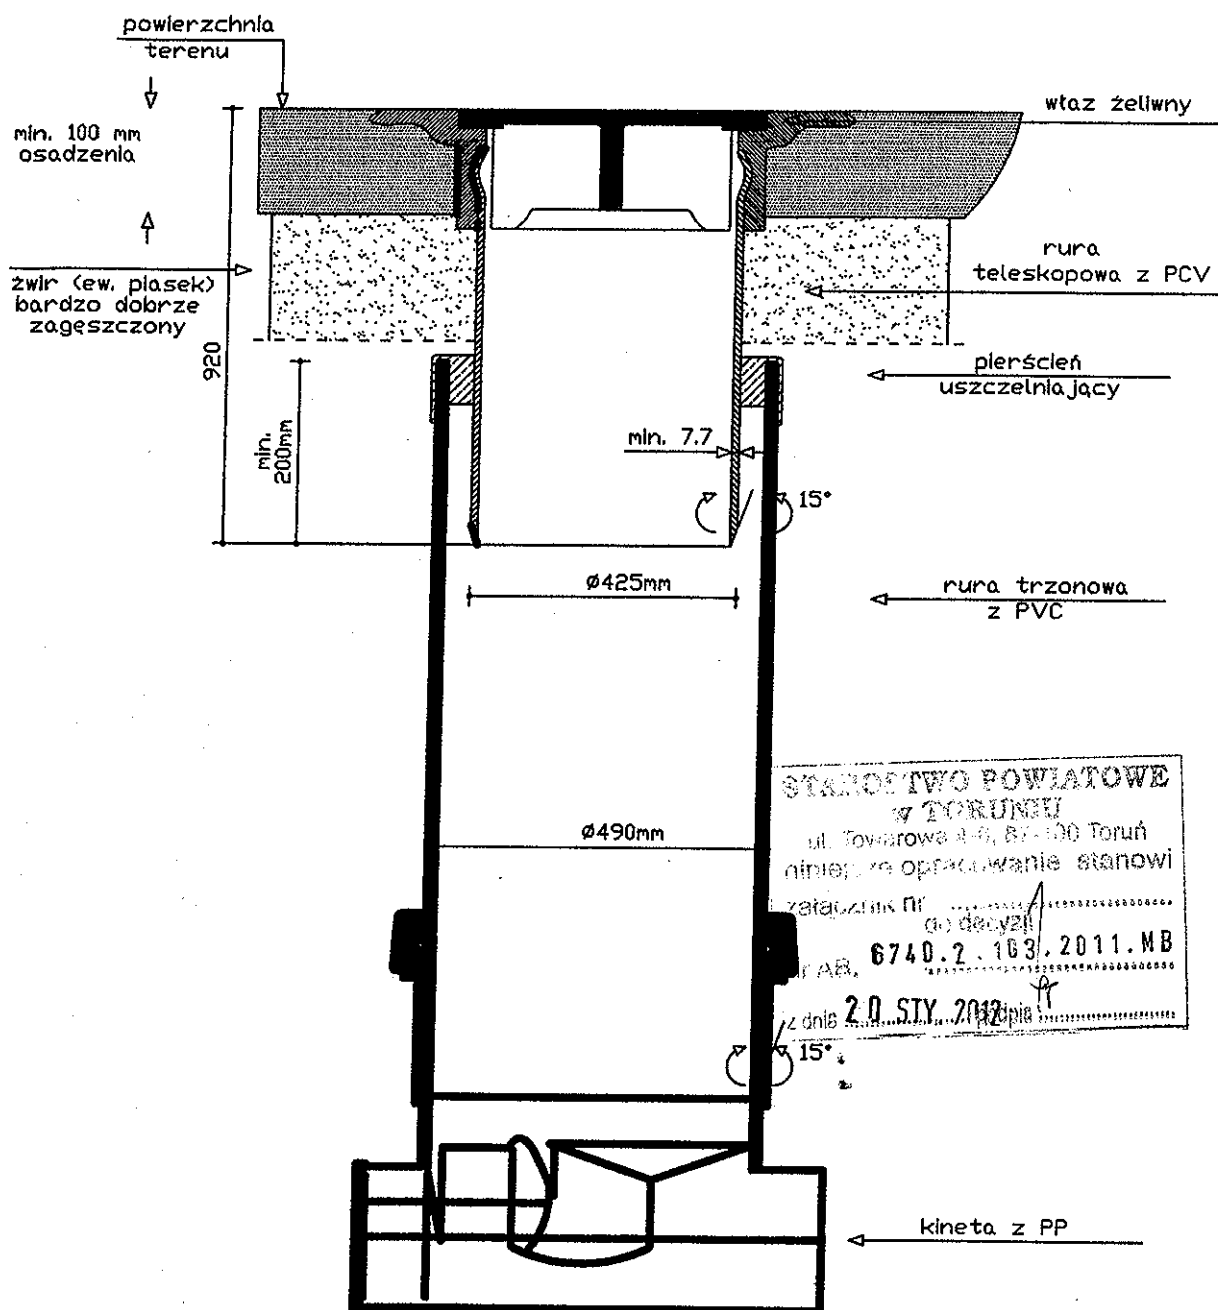 powierzchnia
terenu
min. 100 mm
osadzenia
żwir (ew. piasek)
bardzo dobrze
zagęszczony
920
min.
200mm
właz żeliwny
rura
teleskopowa z PCV
pierścień
uszczelniający
min. 7.7
15°
Ø425mm
rura trzonowa
z PVC
Ø490mm
STAROSTWO POWIATOWE
w TORUNIU
ul. Towarowa 4-6, 87-100 Toruń
niniejsze opracowanie stanowi
załącznik nr
do decyzji
nr AB. 6740.2.103.2011.MB
z dnia 20 STY. 2012 podpis
15°
kineta z PP